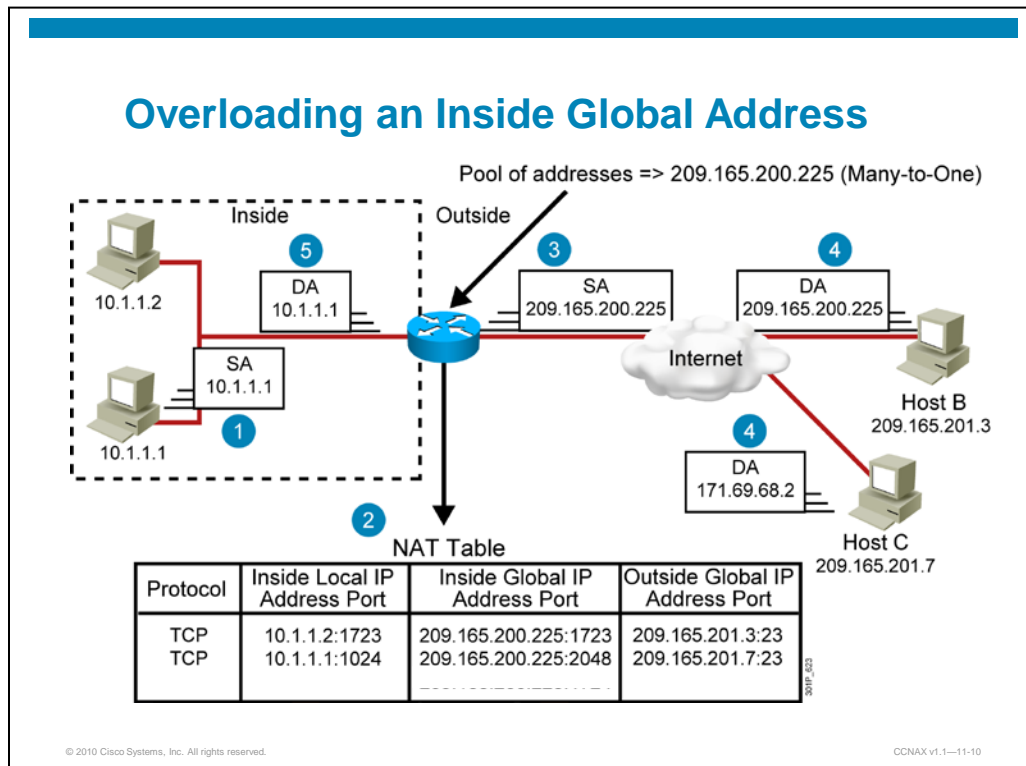 Overloading an Inside Global Address
Pool of addresses => 209.165.200.225 (Many-to-One)
Inside
Outside
5
3
4
DA
10.1.1.1
SA
209.165.200.225
DA
209.165.200.225
10.1.1.2
SA
10.1.1.1
Internet
Host B
209.165.201.3
10.1.1.1
1
4
DA
171.69.68.2
2
NAT Table
Host C
209.165.201.7
Protocol
Inside Local IP
Address Port
Inside Global IP
Address Port
Outside Global IP
Address Port
TCP 10.1.1.2:1723 209.165.200.225:1723 209.165.201.3:23
TCP 10.1.1.1:1024 209.165.200.225:2048 209.165.201.7:23
301P_623
© 2010 Cisco Systems, Inc. All rights reserved.
CCNAX v1.1—11-10